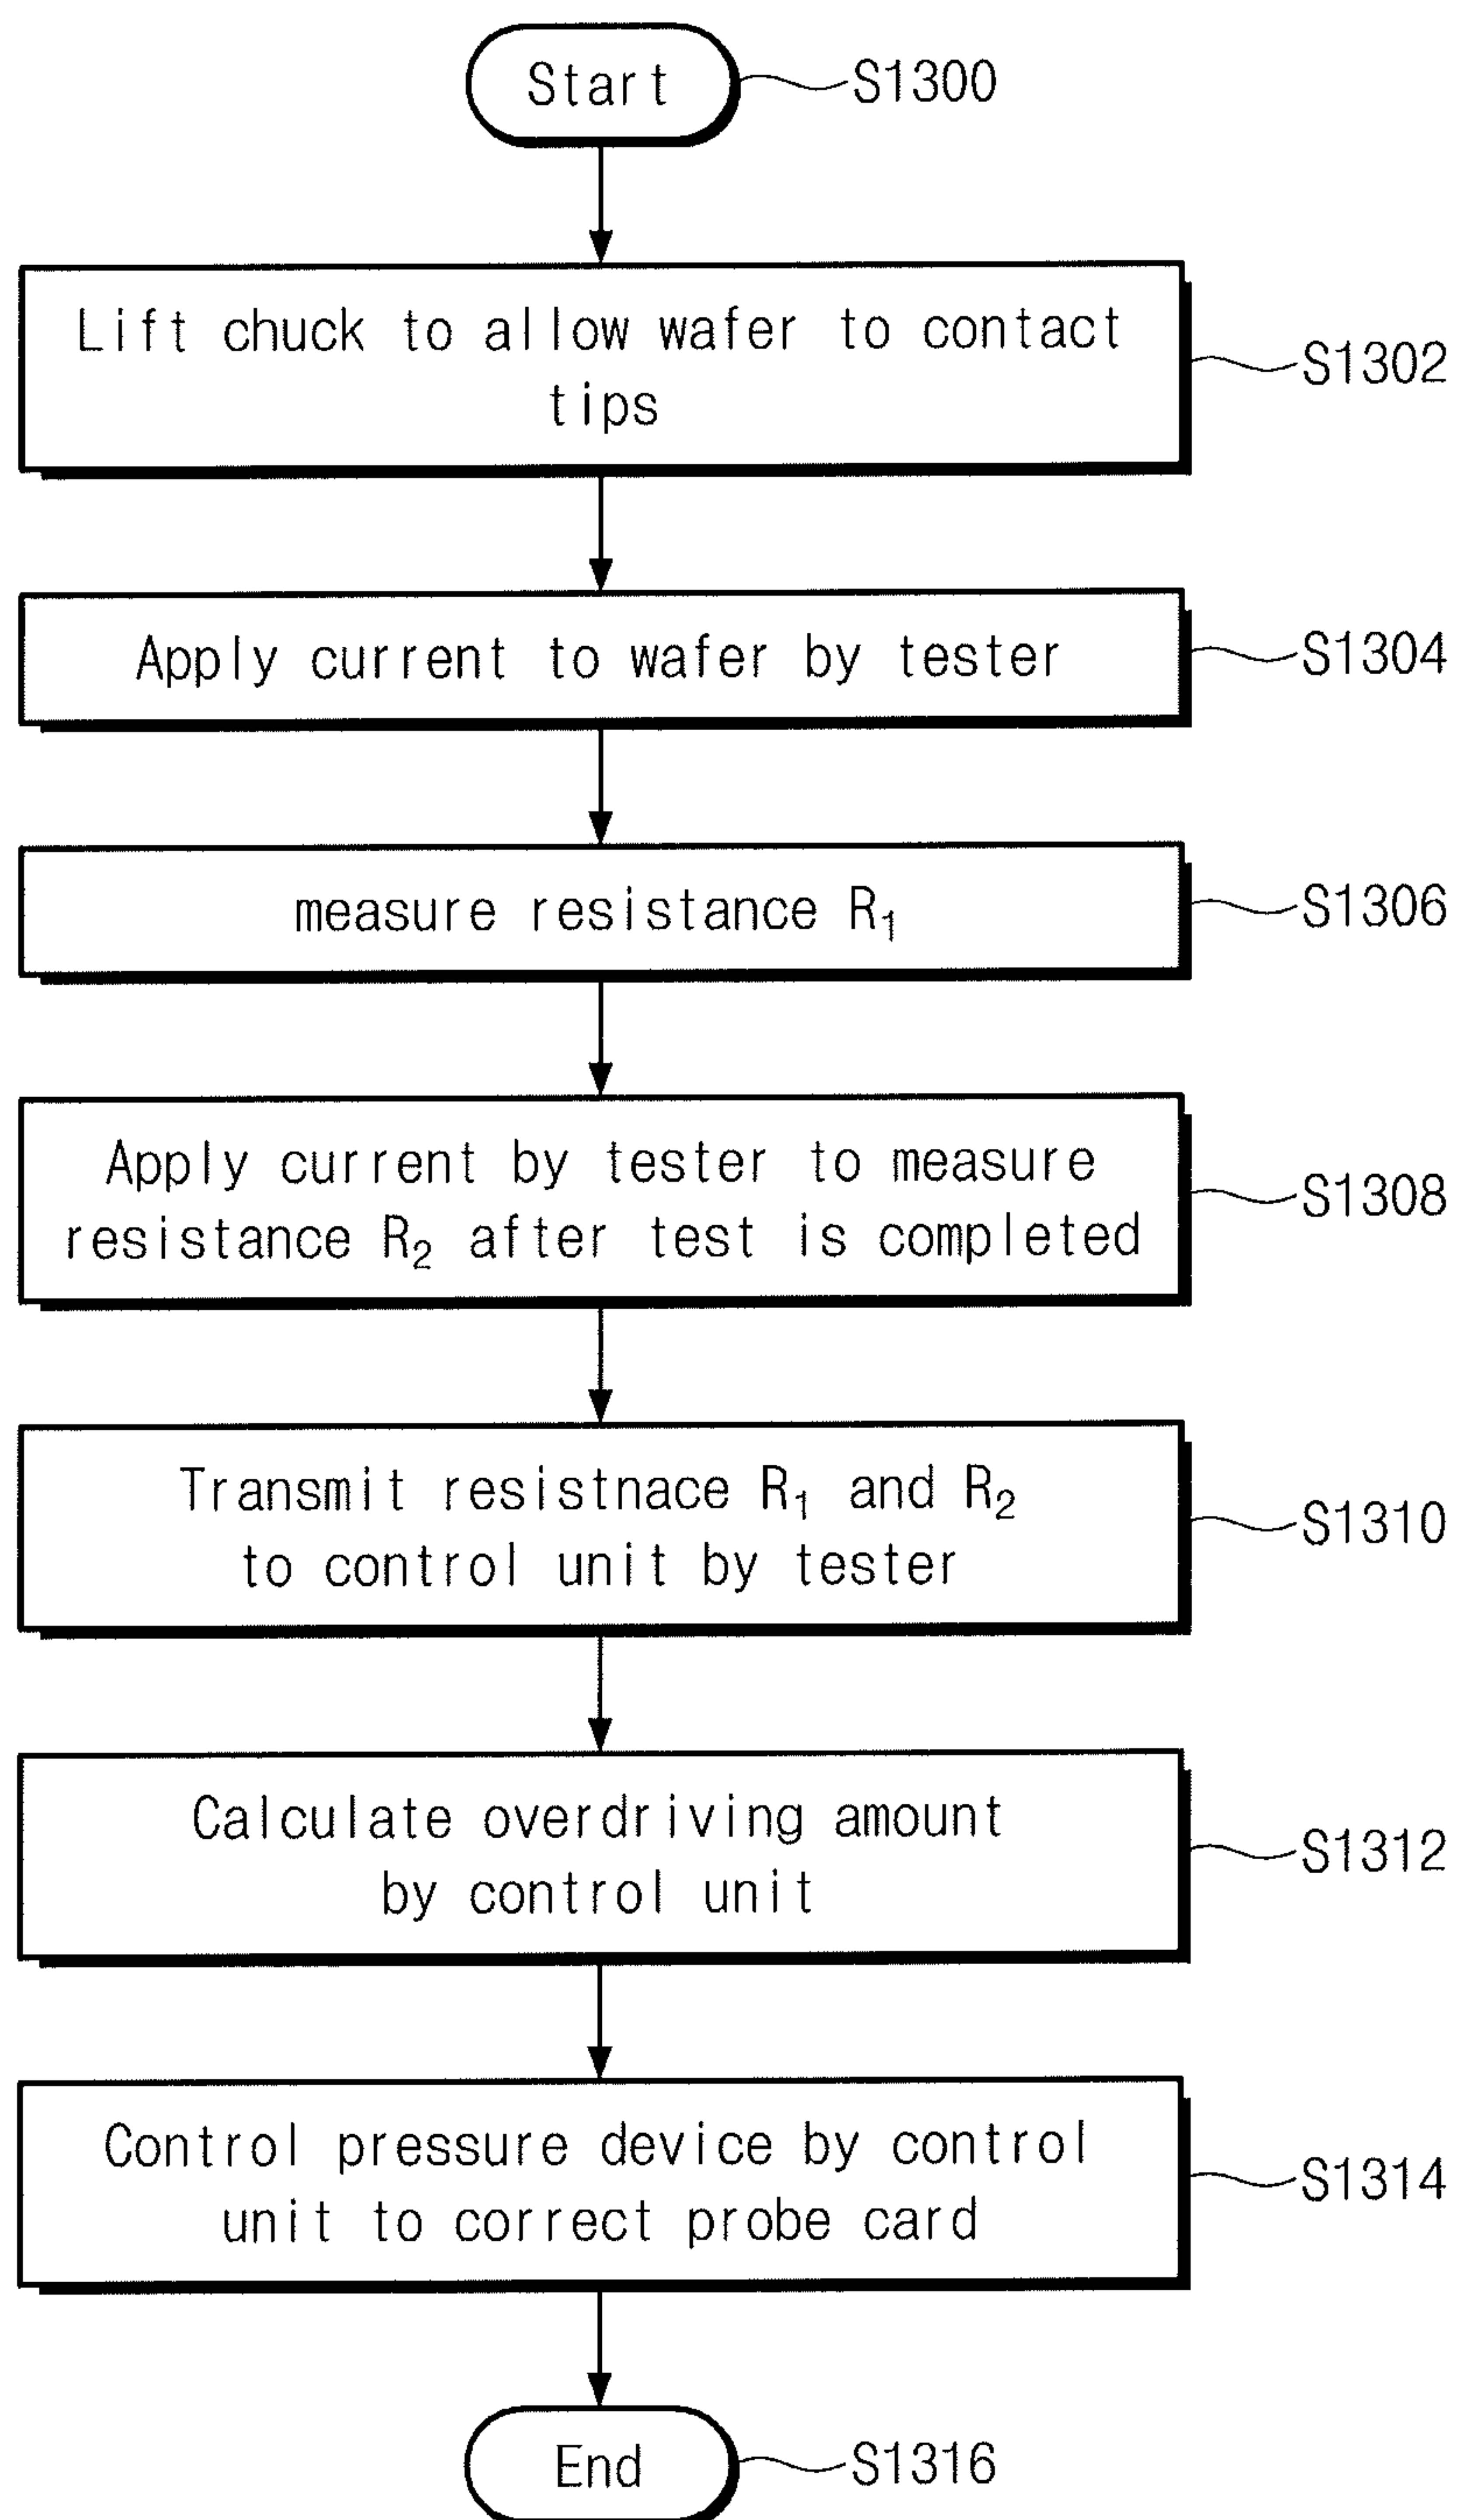 Start
S1300
Lift chuck to allow wafer to contact
tips
S1302
Apply current to wafer by tester
S1304
measure resistance R₁
S1306
Apply current by tester to measure
resistance R₂ after test is completed
S1308
Transmit resistnace R₁ and R₂
to control unit by tester
S1310
Calculate overdriving amount
by control unit
S1312
Control pressure device by control
unit to correct probe card
S1314
End
S1316